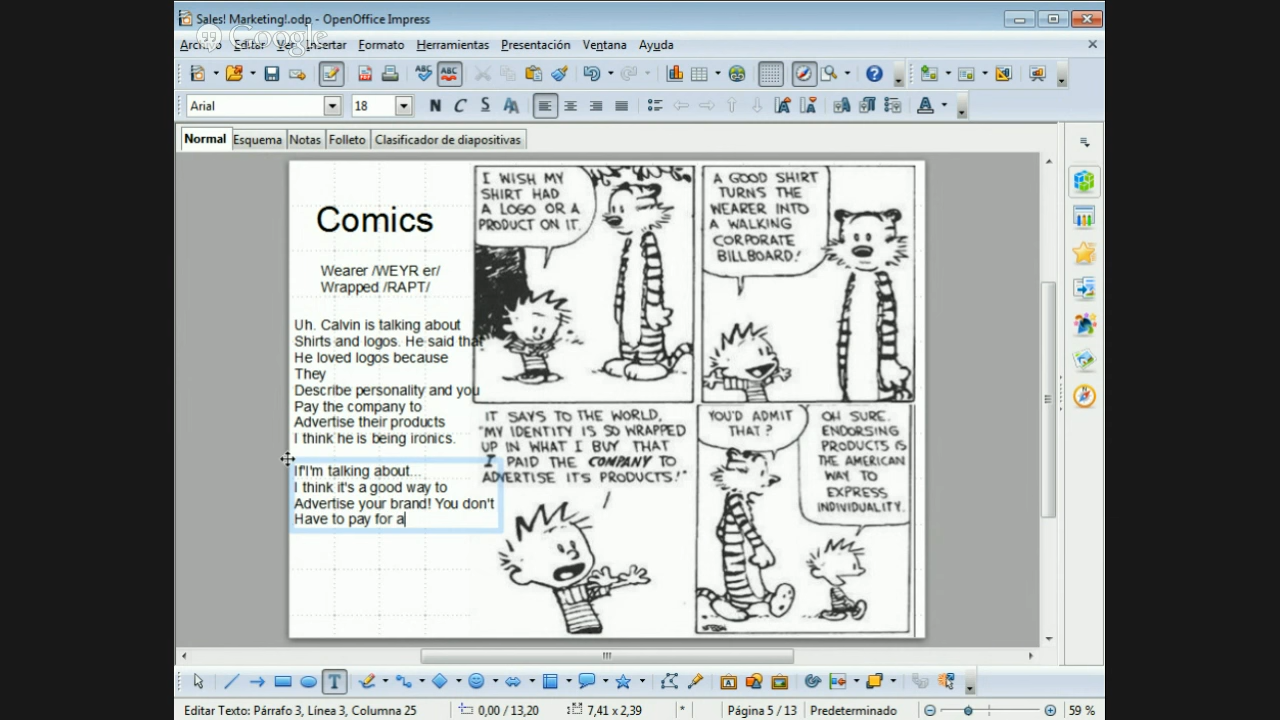 Sales! Marketing!.odp - OpenOffice Impress
Google
Archivo Editar Ver Insertar Formato Herramientas Presentación Ventana Ayuda
Arial 18 N C S
Normal Esquema Notas Folleto Clasificador de diapositivas
Comics
Wearer /WEYR er/
Wrapped /RAPT/
Uh. Calvin is talking about
Shirts and logos. He said that
He loved logos because
They
Describe personality and you
Pay the company to
Advertise their products
I think he is being ironics.
If I'm talking about...
I think it's a good way to
Advertise your brand! You don't
Have to pay for a
I WISH MY
SHIRT HAD
A LOGO OR A
PRODUCT ON IT.
A GOOD SHIRT
TURNS THE
WEARER INTO
A WALKING
CORPORATE
BILLBOARD!
IT SAYS TO THE WORLD,
"MY IDENTITY IS SO WRAPPED
UP IN WHAT I BUY THAT
I PAID THE COMPANY TO
ADVERTISE ITS PRODUCTS!"
YOU'D ADMIT
THAT?
OH SURE.
ENDORSING
PRODUCTS IS
THE AMERICAN
WAY TO
EXPRESS
INDIVIDUALITY.
Editar Texto: Párrafo 3, Línea 3, Columna 25 0,00 / 13,20 7,41 x 2,39 * Página 5 / 13 Predeterminado 59 %